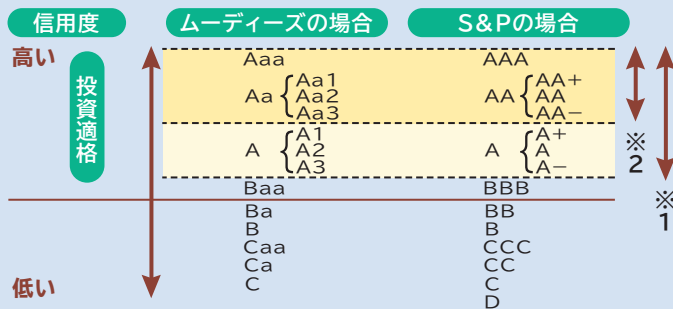 信用度 ムーディーズの場合 S&Pの場合
高い Aaa AAA
投資適格
Aa Aa1 Aa2 Aa3 AA AA+ AA AA−
A A1 A2 A3 A A+ A A−
※2
Baa BBB
※1
Ba BB
B B
Caa CCC
Ca CC
低い C C
D